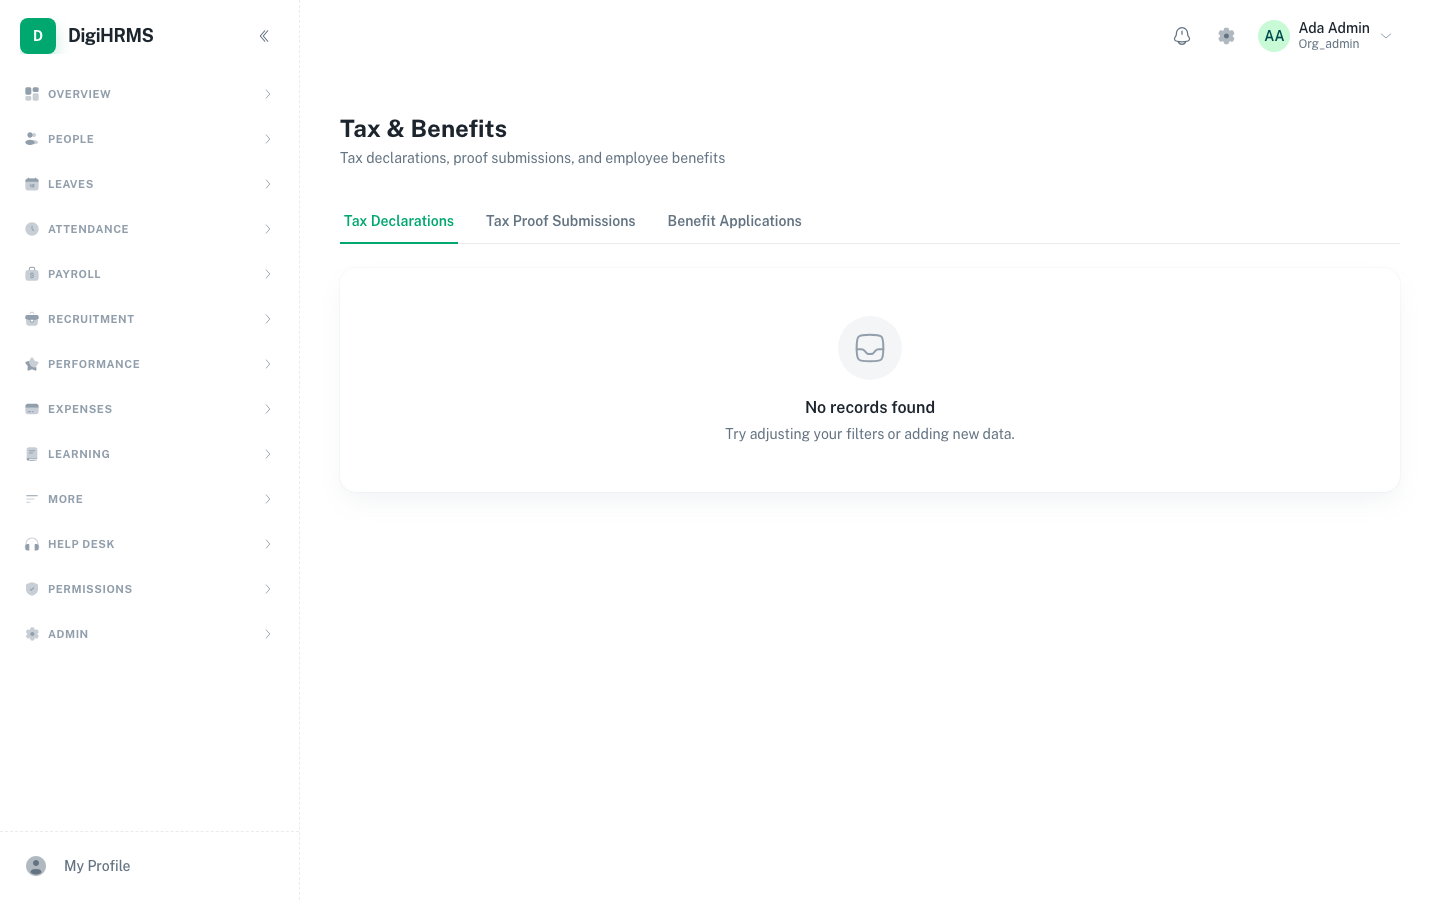 D
DigiHRMS
OVERVIEW
PEOPLE
LEAVES
ATTENDANCE
PAYROLL
RECRUITMENT
PERFORMANCE
EXPENSES
LEARNING
MORE
HELP DESK
PERMISSIONS
ADMIN
My Profile
AA
Ada Admin
Org_admin
Tax & Benefits
Tax declarations, proof submissions, and employee benefits
Tax Declarations
Tax Proof Submissions
Benefit Applications
No records found
Try adjusting your filters or adding new data.